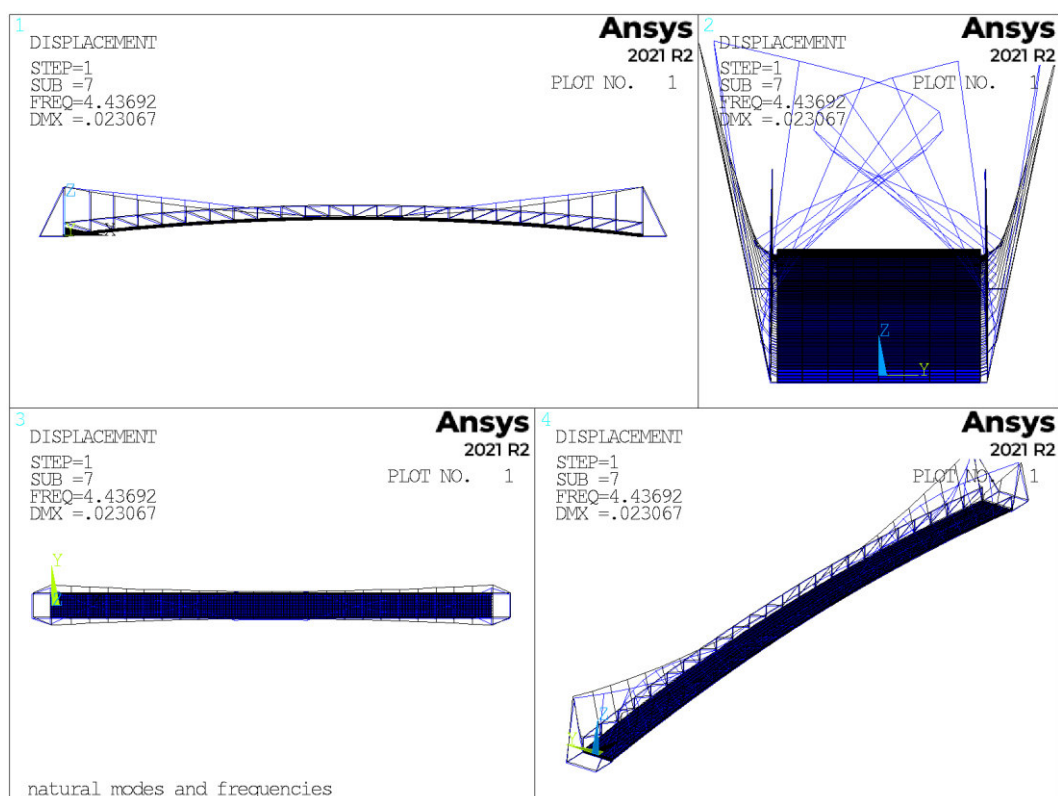 1
DISPLACEMENT
STEP=1
SUB =7
FREQ=4.43692
DMX =.023067
Ansys
2021 R2
PLOT NO. 1
Z
X
2
DISPLACEMENT
STEP=1
SUB =7
FREQ=4.43692
DMX =.023067
Ansys
2021 R2
PLOT NO. 1
Z
Y
3
DISPLACEMENT
STEP=1
SUB =7
FREQ=4.43692
DMX =.023067
Ansys
2021 R2
PLOT NO. 1
Y
Z
natural modes and frequencies
4
DISPLACEMENT
STEP=1
SUB =7
FREQ=4.43692
DMX =.023067
Ansys
2021 R2
PLOT NO. 1
Z
Y